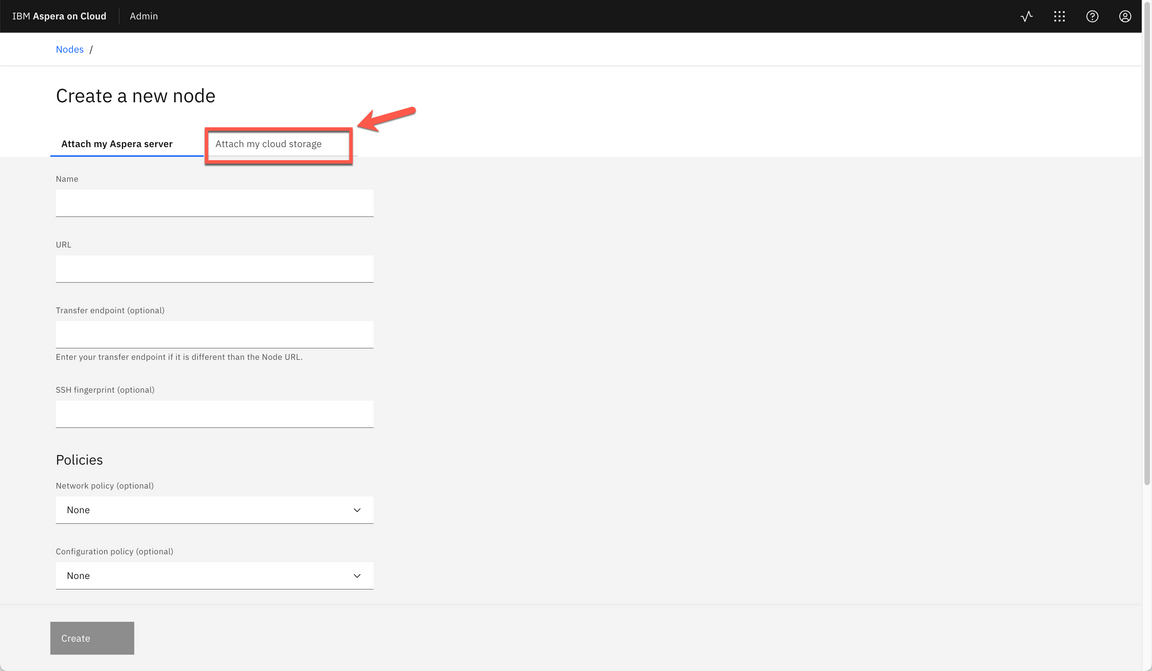 IBM Aspera on Cloud Admin
Nodes /
Create a new node
Attach my Aspera server Attach my cloud storage
Name
URL
Transfer endpoint (optional)
Enter your transfer endpoint if it is different than the Node URL.
SSH fingerprint (optional)
Policies
Network policy (optional)
None
Configuration policy (optional)
None
Create